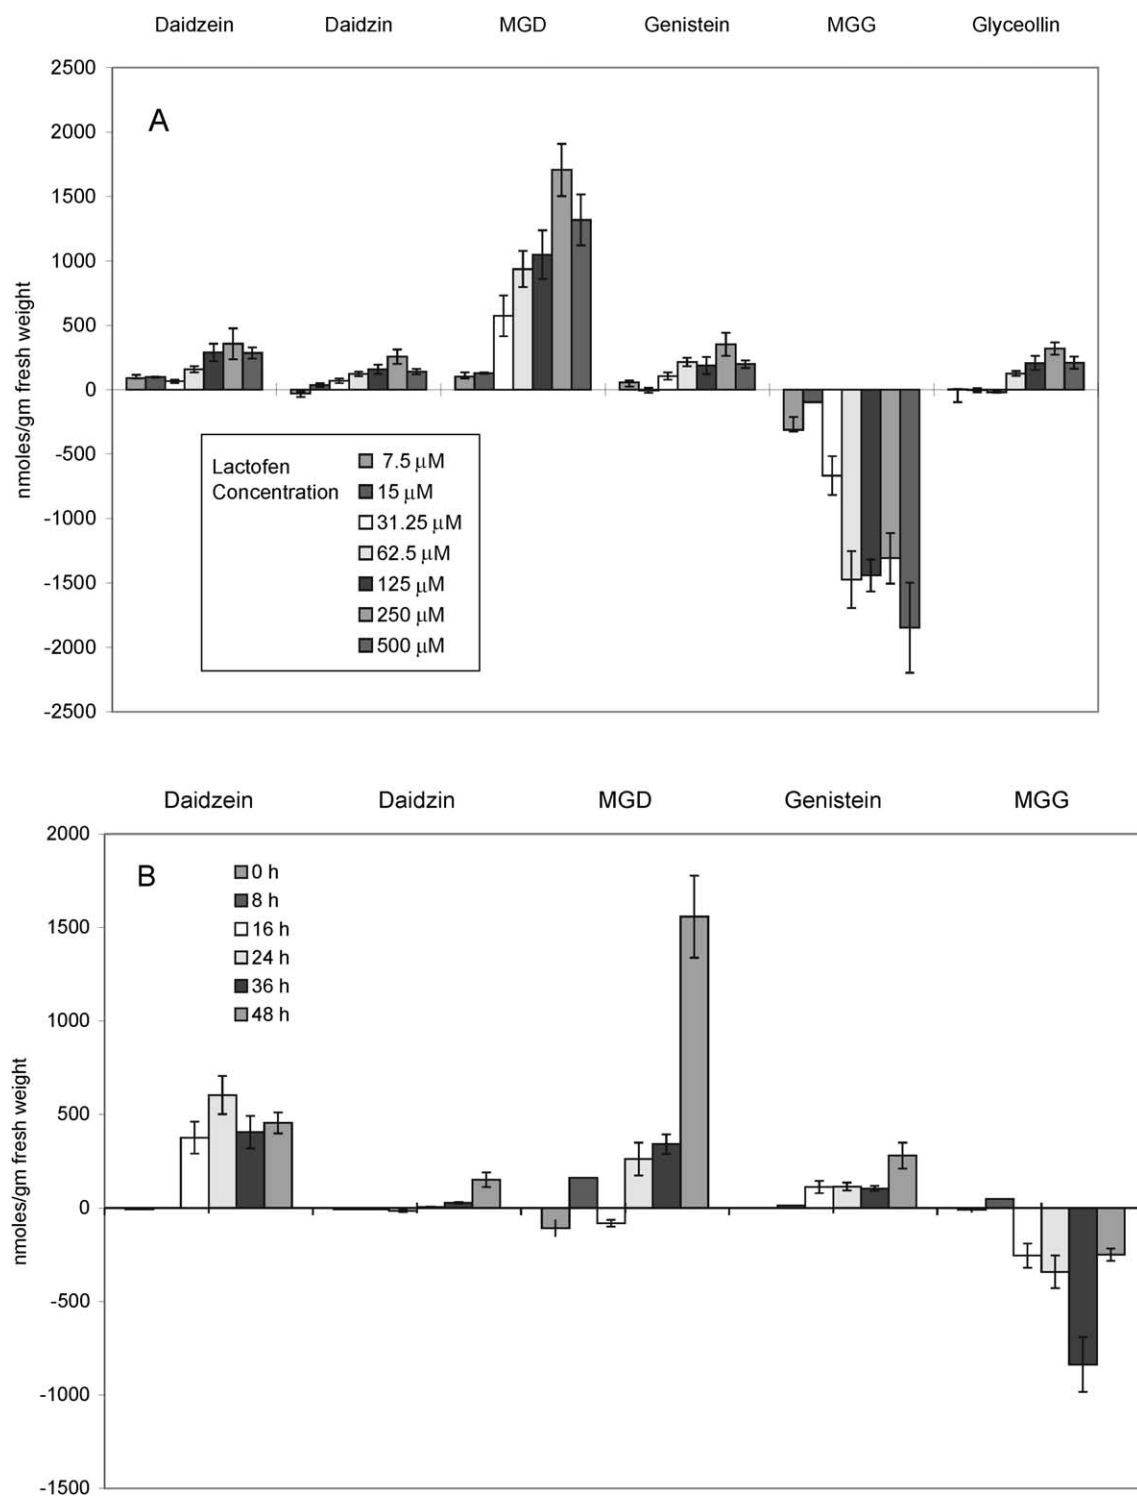 Daidzein Daidzin MGD Genistein MGG Glyceollin
A
2500
2000
1500
1000
500
0
-500
-1000
-1500
-2000
-2500
nmoles/gm fresh weight
Lactofen
Concentration
7.5 μM
15 μM
31.25 μM
62.5 μM
125 μM
250 μM
500 μM
Daidzein Daidzin MGD Genistein MGG
B
2000
1500
1000
500
0
-500
-1000
-1500
nmoles/gm fresh weight
0 h
8 h
16 h
24 h
36 h
48 h